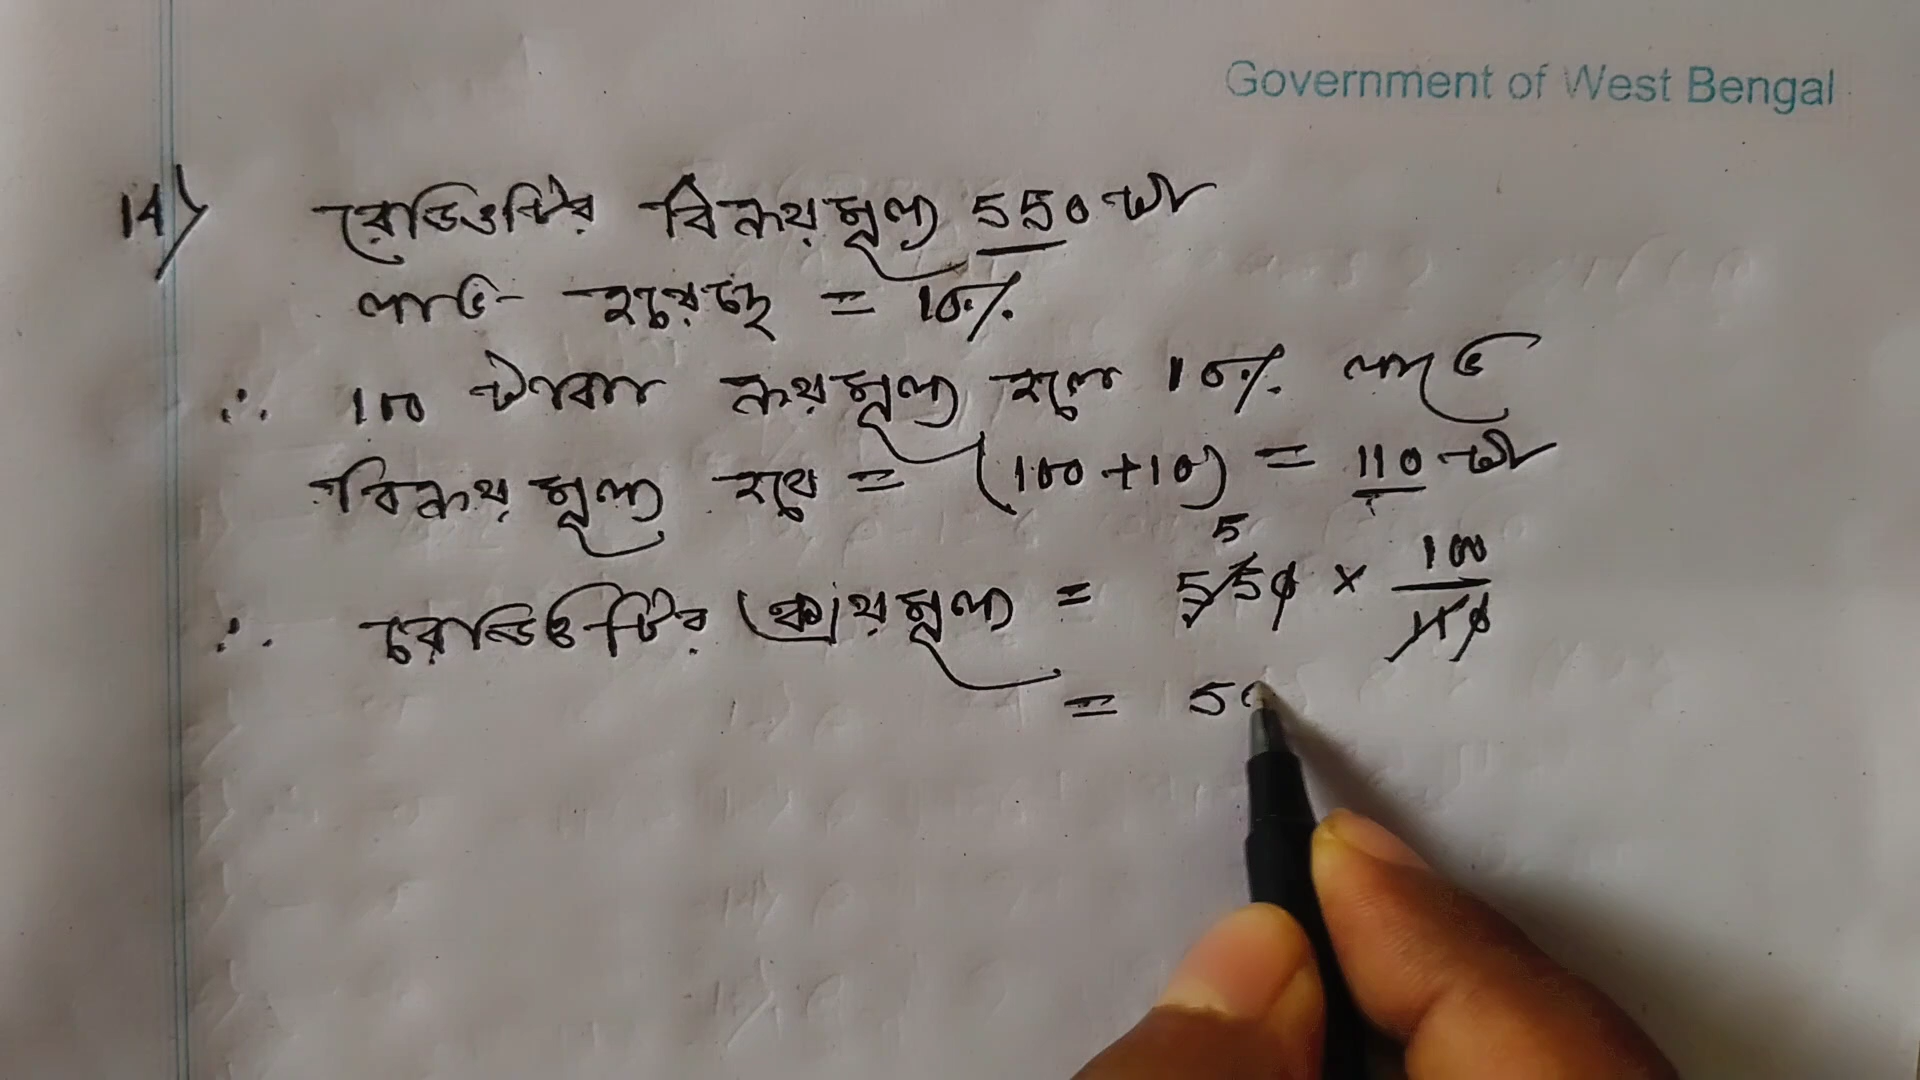 Government of West Bengal
14) রেডিওটির বিক্রয়মূল্য 550 টা
লাভ হয়েছে = 10%
∴ 100 টাকা ক্রয়মূল্য হলে 10% লাভে
বিক্রয়মূল্য হবে = (100 + 10) = 110 টা
5
∴ রেডিওটির ক্রয়মূল্য = 550 × 100/110
= 50